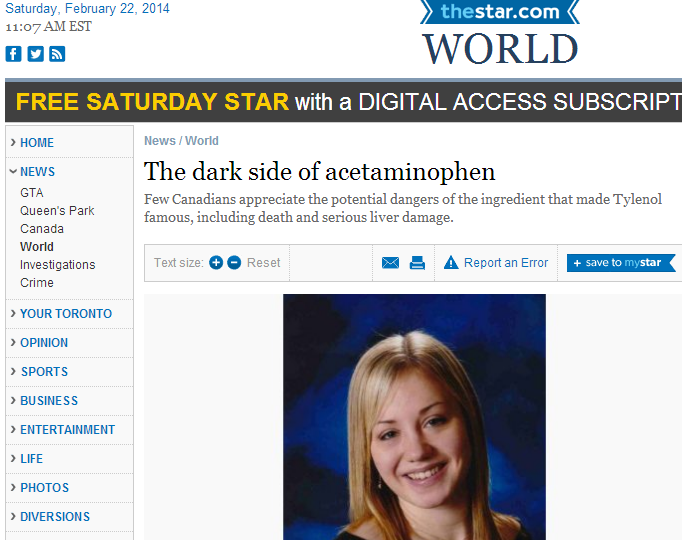 Saturday, February 22, 2014
11:07 AM EST
thestar.com
WORLD
FREE SATURDAY STAR with a DIGITAL ACCESS SUBSCRIPT
HOME
NEWS
GTA
Queen's Park
Canada
World
Investigations
Crime
YOUR TORONTO
OPINION
SPORTS
BUSINESS
ENTERTAINMENT
LIFE
PHOTOS
DIVERSIONS
News / World
The dark side of acetaminophen
Few Canadians appreciate the potential dangers of the ingredient that made Tylenol
famous, including death and serious liver damage.
Text size: + − Reset
Report an Error
+ save to mystar